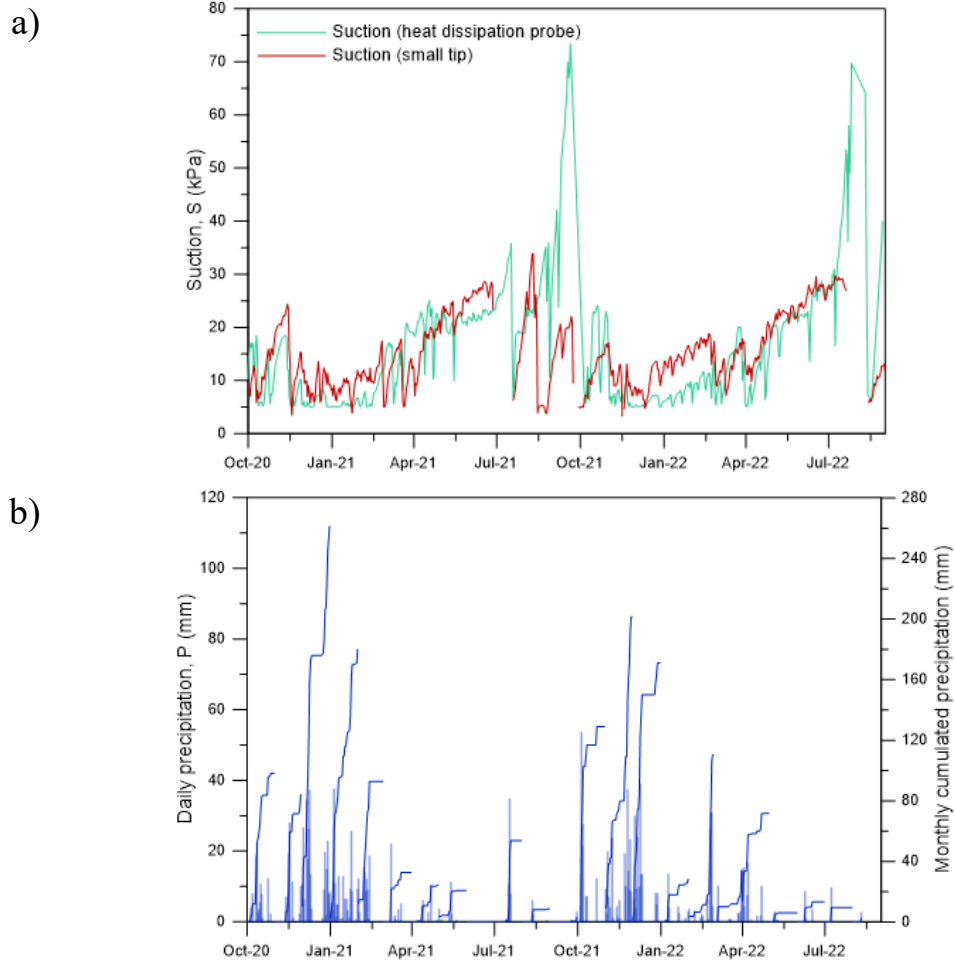 a)
80
70
60
50
40
30
20
10
0
Suction, S (kPa)
Suction (heat dissipation probe)
Suction (small tip)
Oct-20 Jan-21 Apr-21 Jul-21 Oct-21 Jan-22 Apr-22 Jul-22
b)
120
100
80
60
40
20
0
Daily precipitation, P (mm)
280
240
200
160
120
80
40
0
Monthly cumulated precipitation (mm)
Oct-20 Jan-21 Apr-21 Jul-21 Oct-21 Jan-22 Apr-22 Jul-22